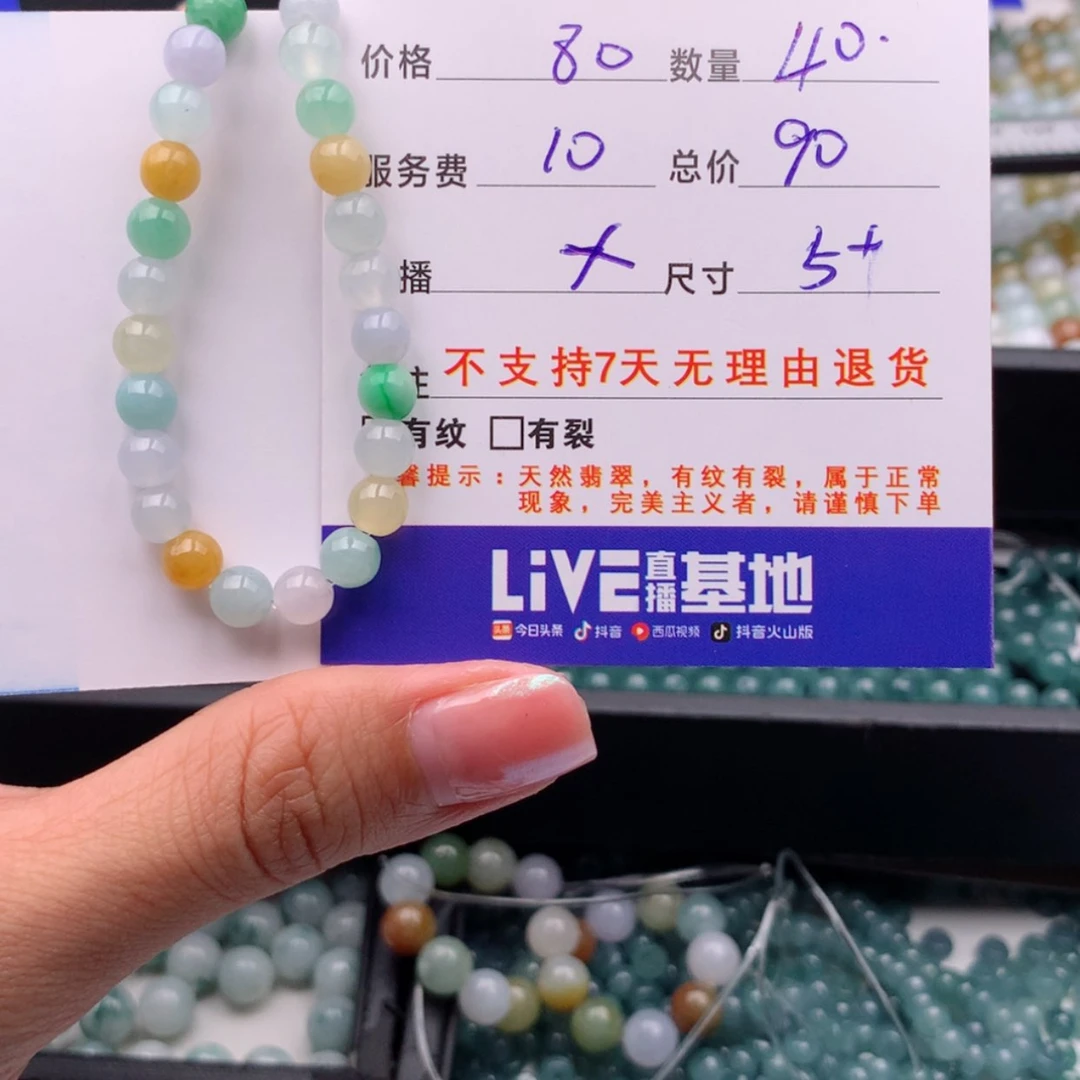 价格 80 数量 40.
服务费 10 总价 90
播 X 尺寸 5+
注 不支持7天无理由退货
有纹 □有裂
馨提示：天然翡翠，有纹有裂，属于正常
现象，完美主义者，请谨慎下单
LiVE直播基地
头条 今日头条 抖音 西瓜视频 抖音火山版